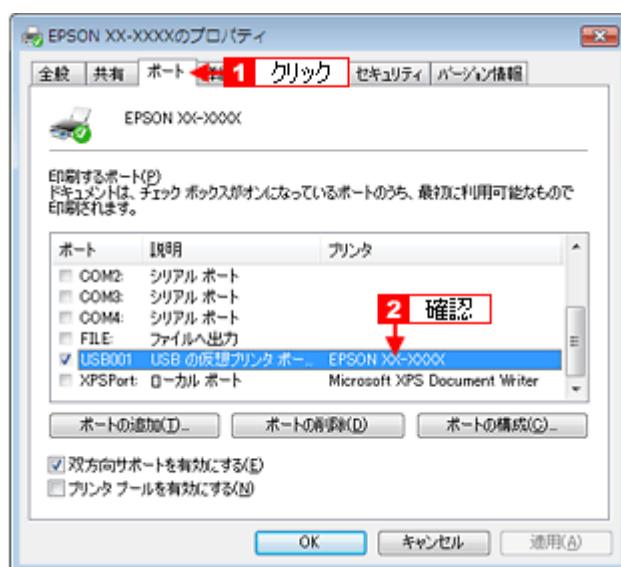 EPSON XX-XXXXのプロパティ
全般 共有 ポート 1 クリック セキュリティ バージョン情報
EPSON XX-XXXX
印刷するポート(P)
ドキュメントは、チェック ボックスがオンになっているポートのうち、最初に利用可能なもので
印刷されます。
ポート 説明 プリンタ
COM2: シリアル ポート
COM3: シリアル ポート
COM4: シリアル ポート
2 確認
FILE: ファイルへ出力
USB001 USB の仮想プリンタ ポー... EPSON XX-XXXX
XPSPort: ローカル ポート Microsoft XPS Document Writer
ポートの追加(T)... ポートの削除(D) ポートの構成(C)...
双方向サポートを有効にする(E)
プリンタ プールを有効にする(N)
OK キャンセル 適用(A)